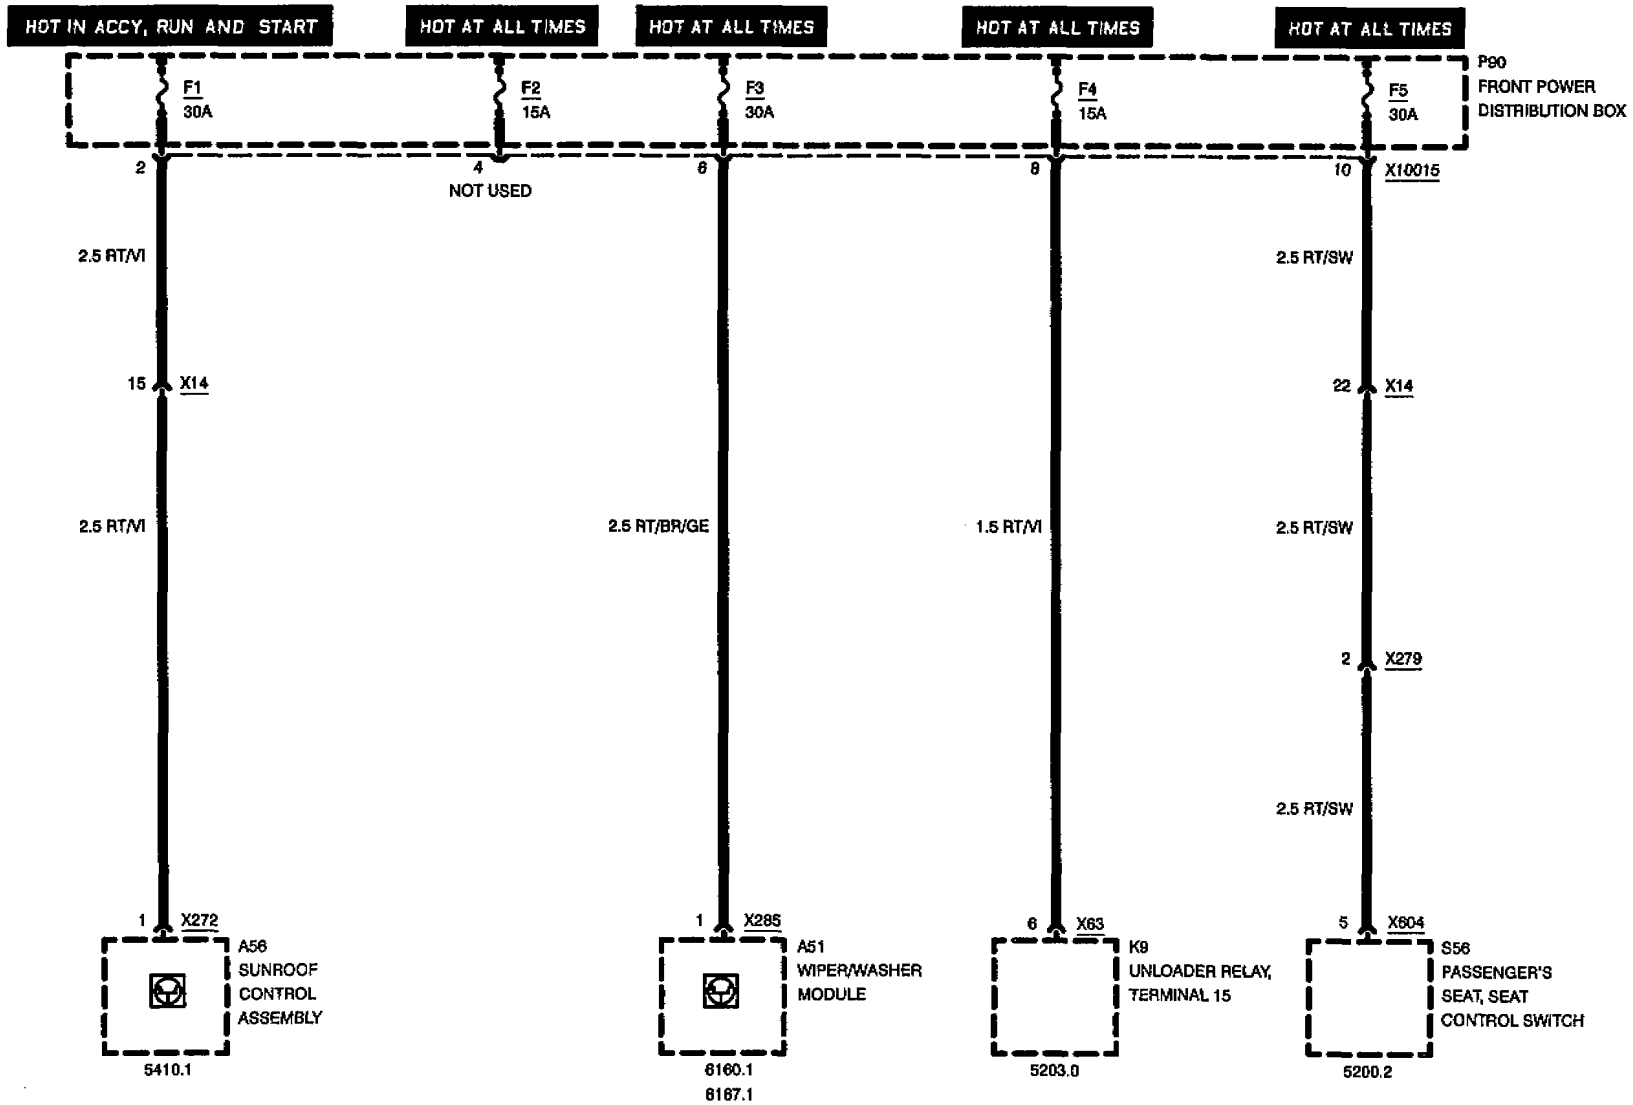 HOT IN ACCY, RUN AND START
HOT AT ALL TIMES
HOT AT ALL TIMES
HOT AT ALL TIMES
HOT AT ALL TIMES
F1
30A
F2
15A
F3
30A
F4
15A
F5
30A
P90
FRONT POWER
DISTRIBUTION BOX
2
4
6
8
10
X10015
NOT USED
2.5 RT/VI
2.5 RT/SW
15
X14
22
X14
2.5 RT/VI
2.5 RT/BR/GE
1.5 RT/VI
2.5 RT/SW
2
X279
2.5 RT/SW
1
X272
1
X285
6
X63
5
X604
A56
SUNROOF
CONTROL
ASSEMBLY
A51
WIPER/WASHER
MODULE
K9
UNLOADER RELAY,
TERMINAL 15
S56
PASSENGER'S
SEAT, SEAT
CONTROL SWITCH
5410.1
6160.1
6167.1
5203.0
5200.2